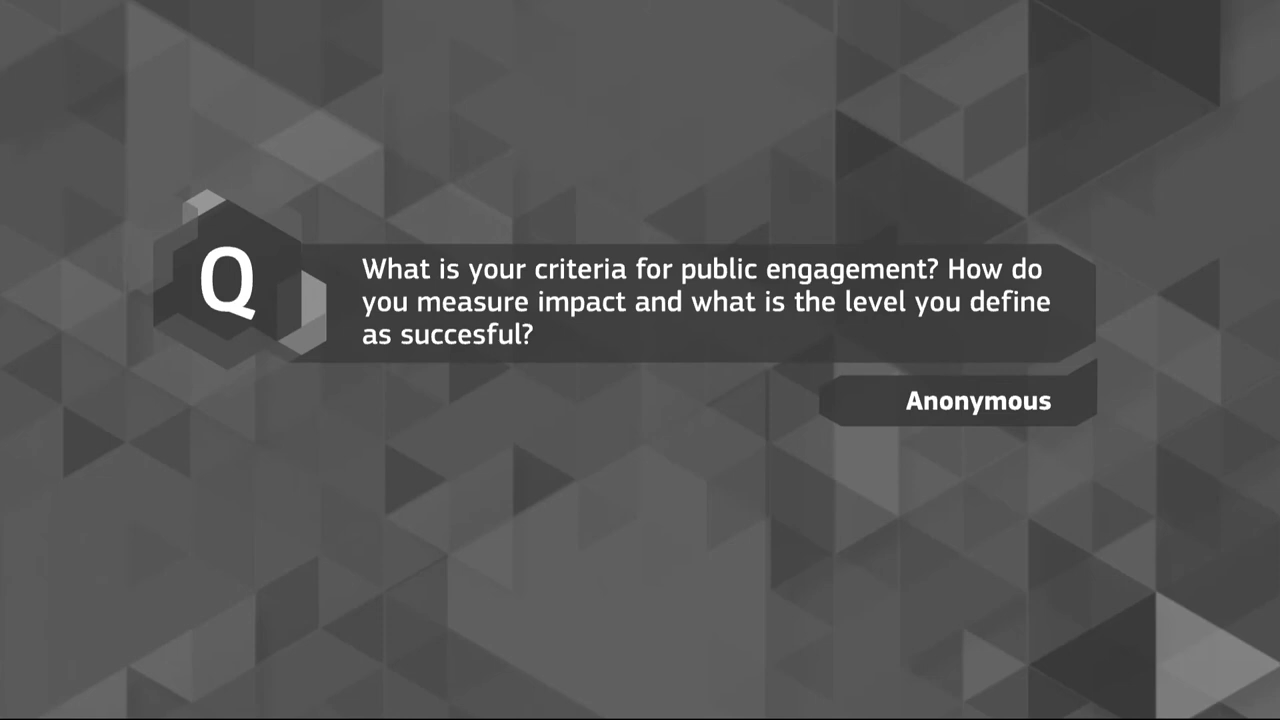 Q
What is your criteria for public engagement? How do
you measure impact and what is the level you define
as succesful?
Anonymous